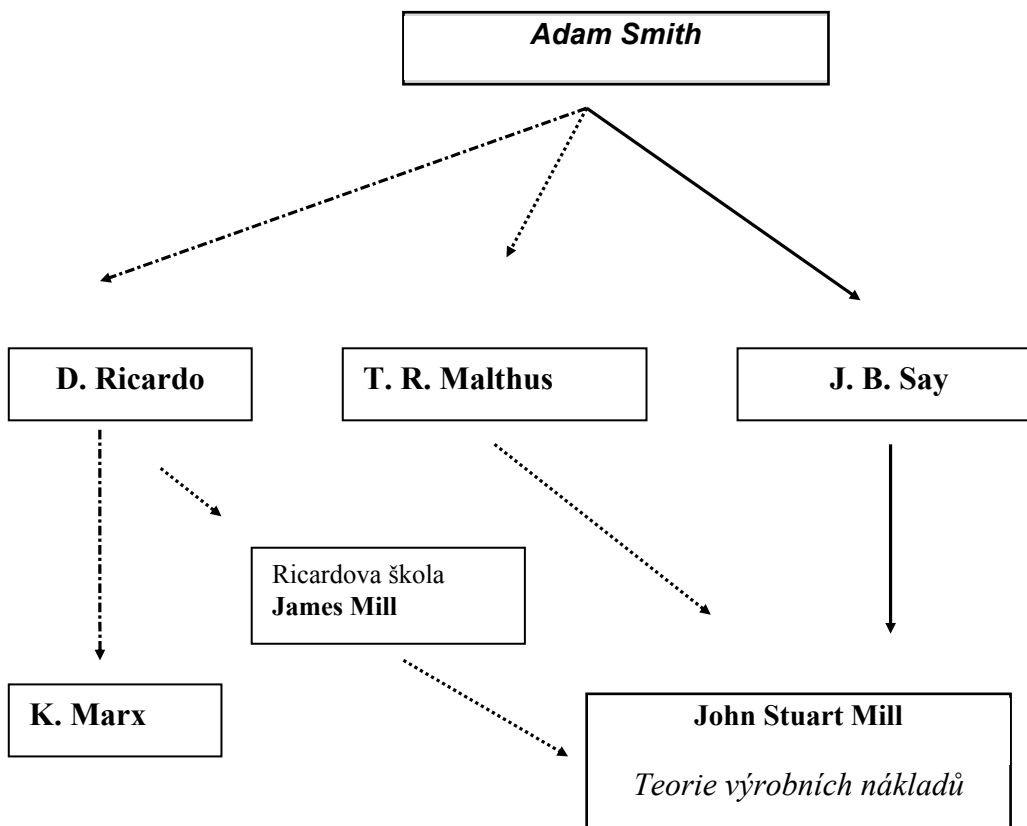 Adam Smith
D. Ricardo
T. R. Malthus
J. B. Say
Ricardova škola
James Mill
K. Marx
John Stuart Mill
Teorie výrobních nákladů